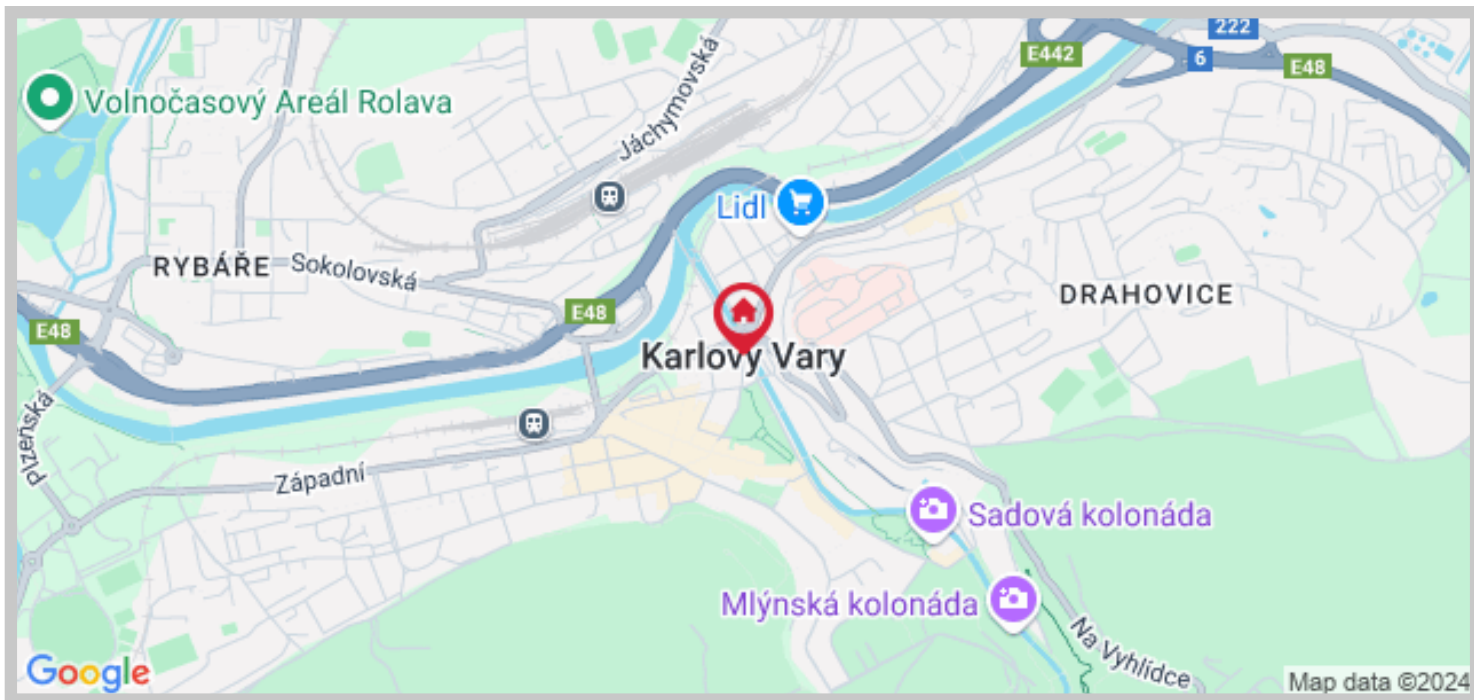 222
E442
6
E48
Volnočasový Areál Rolava
Jáchymovská
Lidl
RYBÁŘE
Sokolovská
DRAHOVICE
E48
E48
Karlovy Vary
Plzeňská
Západní
Sadová kolonáda
Mlýnská kolonáda
Na Vyhlídce
Google
Map data ©2024